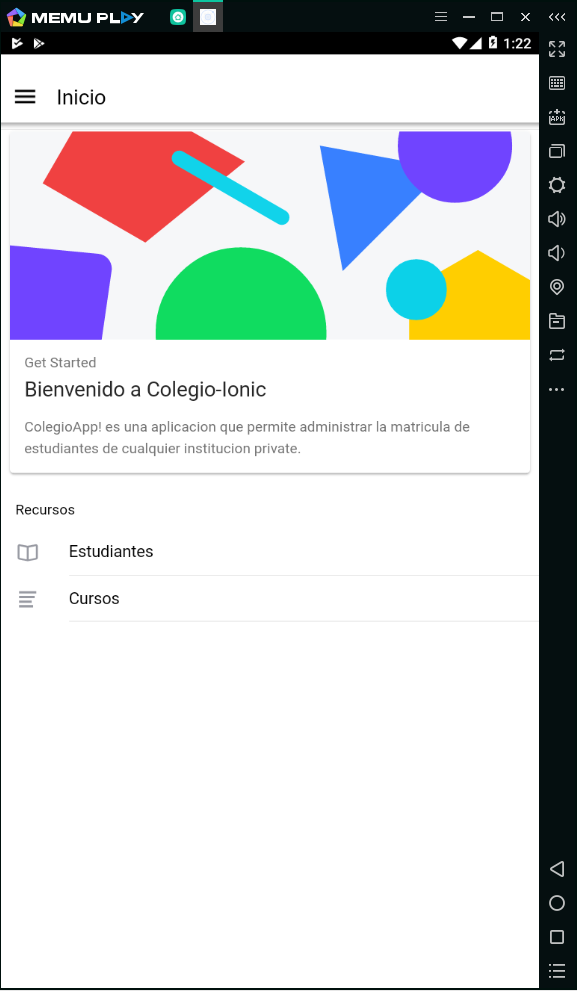 MEMU PLAY
1:22
Inicio
Get Started
Bienvenido a Colegio-Ionic
ColegioApp! es una aplicacion que permite administrar la matricula de
estudiantes de cualquier institucion private.
Recursos
Estudiantes
Cursos
APK